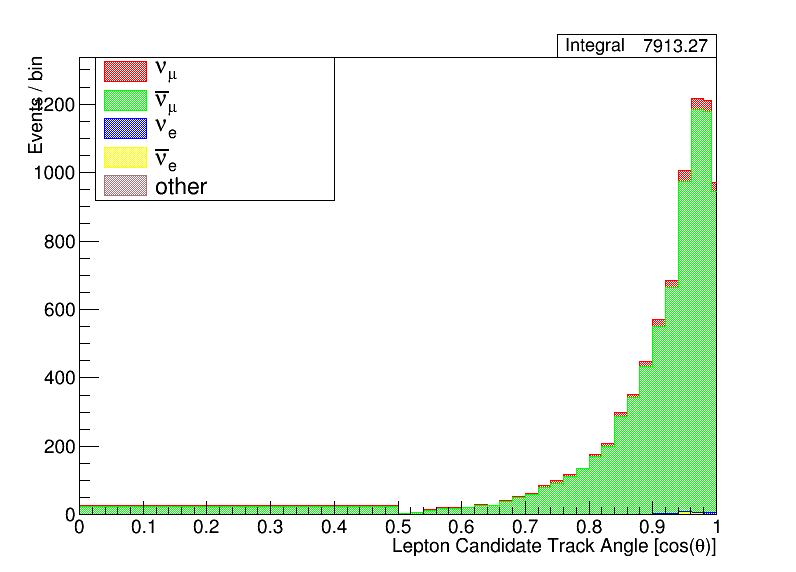 Integral 7913.27
Events / bin
ν_μ
ν̅_μ
ν_e
ν̅_e
other
1200
1000
800
600
400
200
0
0 0.1 0.2 0.3 0.4 0.5 0.6 0.7 0.8 0.9 1
Lepton Candidate Track Angle [cos(θ)]